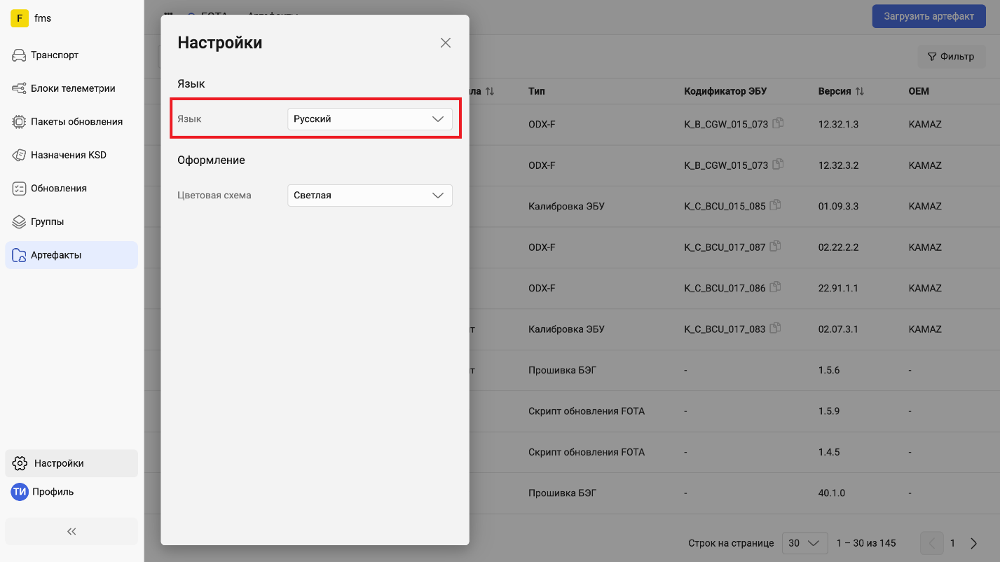 F fms
Транспорт
Блоки телеметрии
Пакеты обновления
Назначения KSD
Обновления
Группы
Артефакты
Настройки
ТИ Профиль
Загрузить артефакт
Настройки
Язык
Язык Русский
Оформление
Цветовая схема Светлая
Фильтр
ла Тип Кодификатор ЭБУ Версия OEM
ODX-F K_B_CGW_015_073 12.32.1.3 KAMAZ
ODX-F K_B_CGW_015_073 12.32.3.2 KAMAZ
Калибровка ЭБУ K_C_BCU_015_085 01.09.3.3 KAMAZ
ODX-F K_C_BCU_017_087 02.22.2.2 KAMAZ
ODX-F K_C_BCU_017_086 22.91.1.1 KAMAZ
т Калибровка ЭБУ K_C_BCU_017_083 02.07.3.1 KAMAZ
т Прошивка БЭГ - 1.5.6 -
Скрипт обновления FOTA - 1.5.9 -
Скрипт обновления FOTA - 1.4.5 -
Прошивка БЭГ - 40.1.0 -
Строк на странице 30 1 – 30 из 145 1